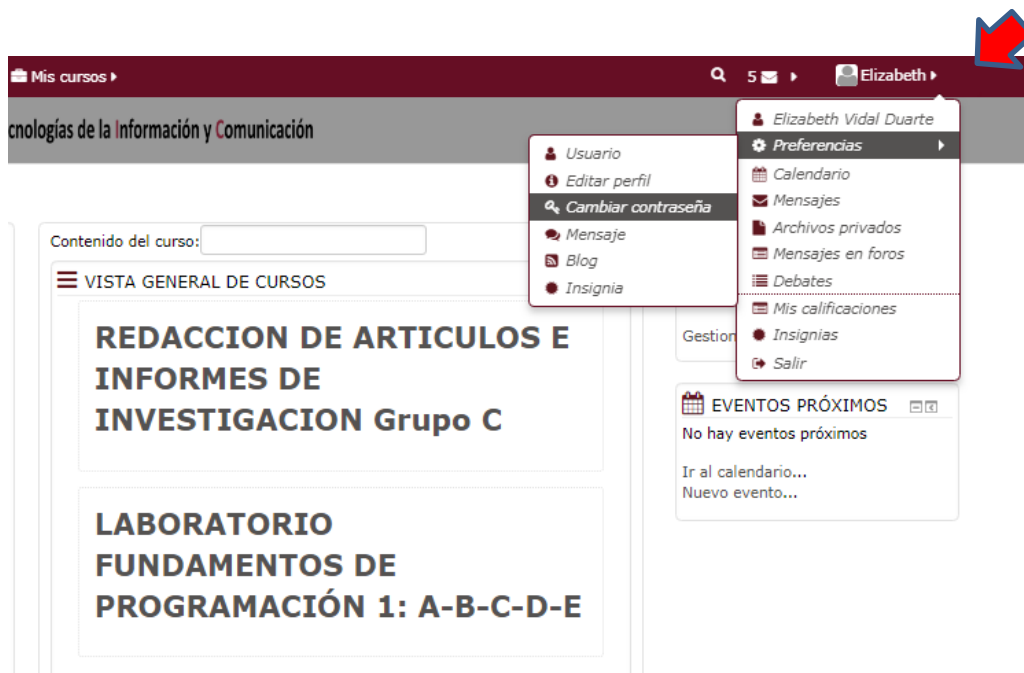 Mis cursos
5
Elizabeth
cnologías de la Información y Comunicación
Elizabeth Vidal Duarte
Preferencias
Calendario
Mensajes
Archivos privados
Mensajes en foros
Debates
Mis calificaciones
Insignias
Salir
Usuario
Editar perfil
Cambiar contraseña
Mensaje
Blog
Insignia
Contenido del curso:
VISTA GENERAL DE CURSOS
REDACCION DE ARTICULOS E
INFORMES DE
INVESTIGACION Grupo C
LABORATORIO
FUNDAMENTOS DE
PROGRAMACIÓN 1: A-B-C-D-E
Gestion
EVENTOS PRÓXIMOS
No hay eventos próximos
Ir al calendario...
Nuevo evento...